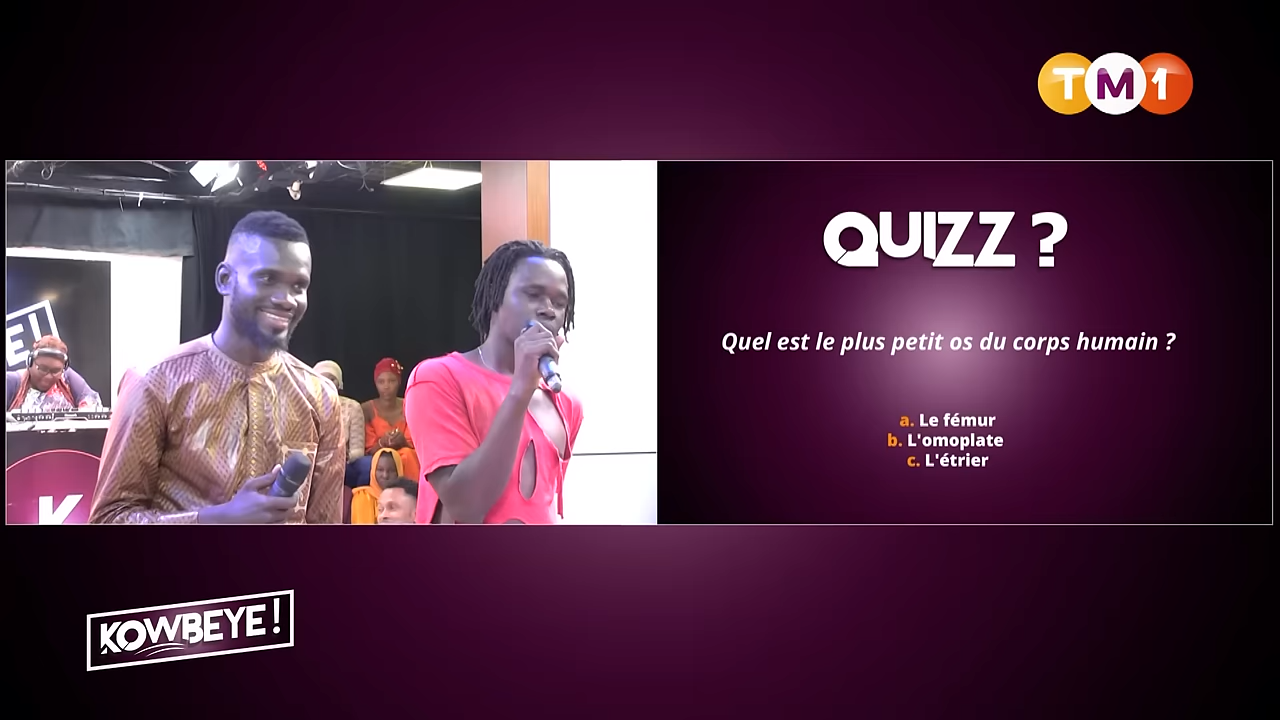 TM1
QUIZZ ?
E!
Quel est le plus petit os du corps humain ?
a. Le fémur
b. L'omoplate
c. L'étrier
K
KOWBEYE!